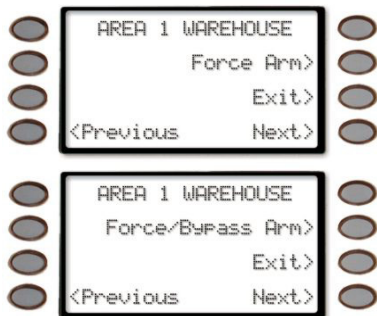 AREA 1 WAREHOUSE
Force Arm>
Exit>
<Previous Next>
AREA 1 WAREHOUSE
Force/Bypass Arm>
Exit>
<Previous Next>